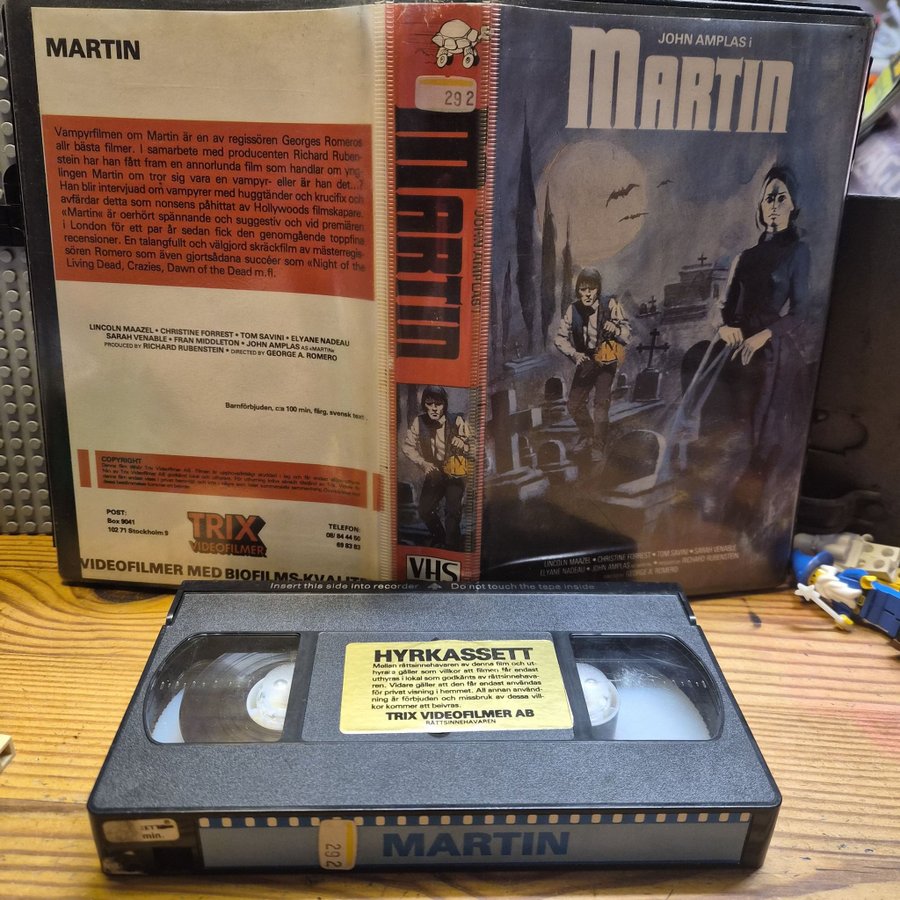 MARTIN
Vampyrfilmen om Martin är en av regissören Georges Romeros
allr bästa filmer. I samarbete med producenten Richard Ruben-
stein har han fått fram en annorlunda film som handlar om yng-
lingen Martin om tror sig vara en vampyr- eller är han det...?
Han blir intervjuad om vampyrer med huggtänder och krucifix och
avfärdar detta som nonsens påhittat av Hollywoods filmskapare.
«Martin» är oerhört spännande och suggestiv och vid premiären
i London för ett par år sedan fick den genomgående toppfina
recensioner. En talangfullt och välgjord skräckfilm av mästerregis-
sören Romero som även gjortsådana succéer som «Night of the
Living Dead, Crazies, Dawn of the Dead m.fl.
LINCOLN MAAZEL • CHRISTINE FORREST • TOM SAVINI • ELYANE NADEAU
SARAH VENABLE • FRAN MIDDLETON • JOHN AMPLAS AS «MARTIN»
PRODUCED BY RICHARD RUBENSTEIN • DIRECTED BY GEORGE A. ROMERO
Barnförbjuden, c:a 100 min, färg, svensk text
COPYRIGHT
POST:
Box 9041
102 71 Stockholm 9
TRIX
VIDEOFILMER
TELEFON:
08/ 84 44 50
69 83 83
VIDEOFILMER MED BIOFILMS-KVALIT
292
MARTIN
JOHN AMPLAS
VHS
JOHN AMPLAS i
MARTIN
LINCOLN MAAZEL • CHRISTINE FORREST • TOM SAVINI • SARAH VENABLE
ELYANE NADEAU • JOHN AMPLAS RICHARD RUBENSTEIN
GEORGE A. ROMERO
Insert this side into recorder Do not touch the tape inside
HYRKASSETT
Mellan rättsinnehavaren av denna film och ut-
hyrare gäller som villkor att filmen får endast
uthyras i lokal som godkänts av rättsinnehava-
ren. Vidare gäller att den får endast användas
för privat visning i hemmet. All annan använd-
ning är förbjuden och missbruk av dessa vill-
kor kommer att beivras.
TRIX VIDEOFILMER AB
RÄTTSINNEHAVAREN
min.
292
MARTIN